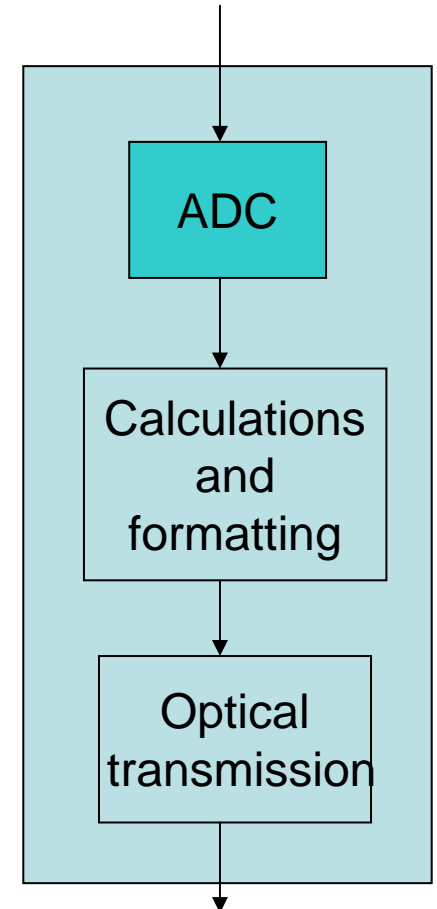 ADC
Calculations
and
formatting
Optical
transmission